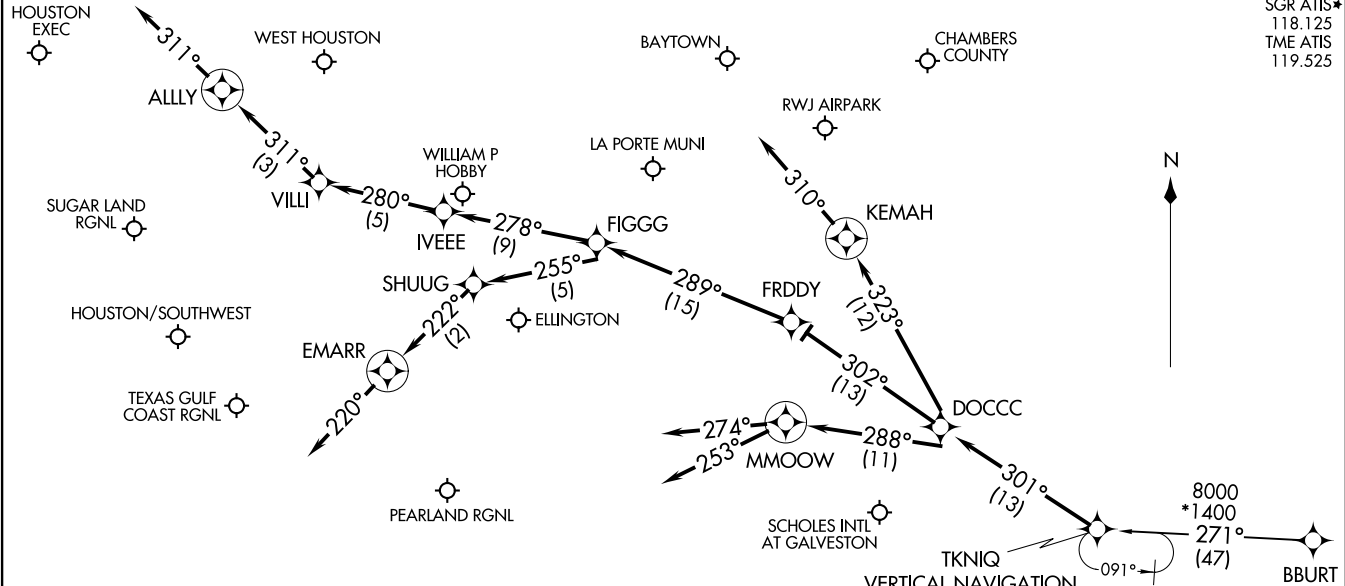 HOUSTON
EXEC
311°
WEST HOUSTON
BAYTOWN
CHAMBERS
COUNTY
SGR ATIS*
118.125
TME ATIS
119.525
ALLLY
RWJ AIRPARK
311°
(3)
WILLIAM P
HOBBY
LA PORTE MUNI
N
VILLI
280°
(5)
310°
KEMAH
SUGAR LAND
RGNL
IVEEE
278°
(9)
FIGGG
SHUUG
255°
(5)
289°
(15)
FRDDY
323°
(12)
HOUSTON/SOUTHWEST
222°
(2)
ELLINGTON
EMARR
302°
(13)
TEXAS GULF
COAST RGNL
220°
DOCCC
274°
253°
MMOOW
288°
(11)
301°
(13)
PEARLAND RGNL
SCHOLES INTL
AT GALVESTON
8000
*1400
271°
(47)
TKNIQ
VERTICAL NAVIGATION
091°
BBURT